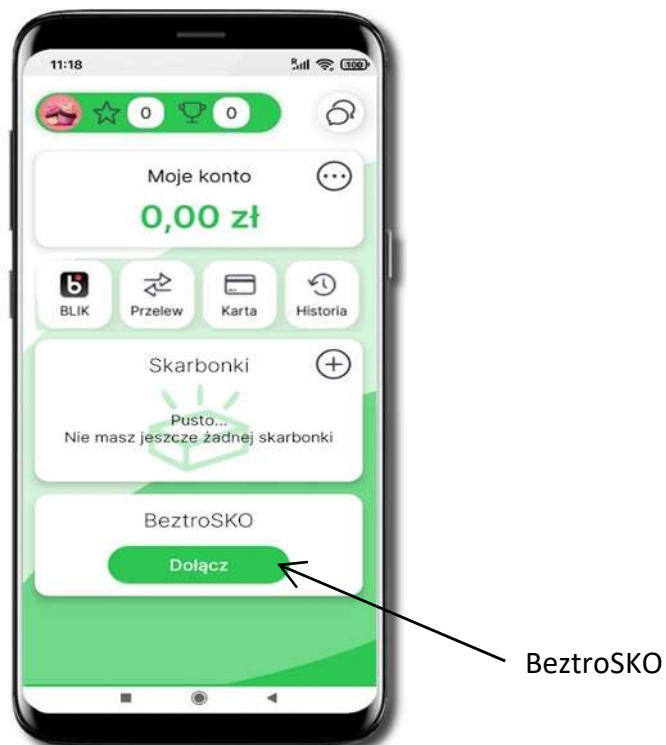 11:18
R 100
0 0
Moje konto
0,00 zł
b
BLIK Przelew Karta Historia
Skarbonki
Pusto...
Nie masz jeszcze żadnej skarbonki
BeztroSKO
Dołącz
BeztroSKO